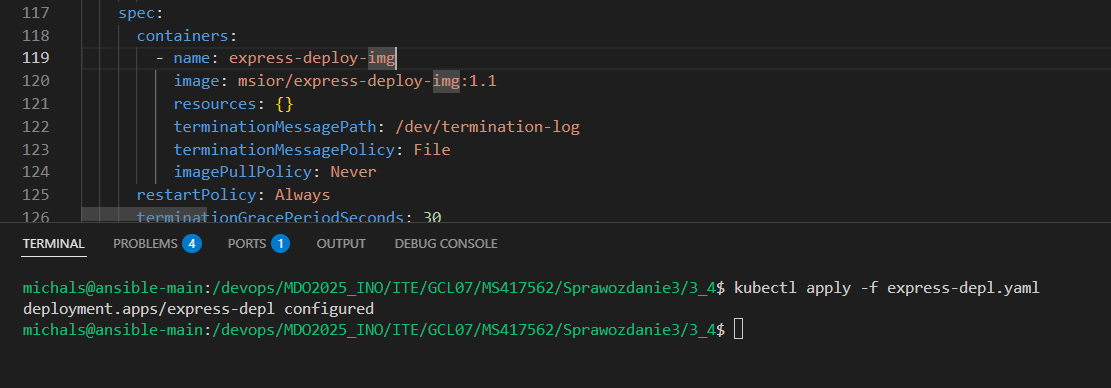 117 spec:
118 containers:
119 - name: express-deploy-img
120 image: msior/express-deploy-img:1.1
121 resources: {}
122 terminationMessagePath: /dev/termination-log
123 terminationMessagePolicy: File
124 imagePullPolicy: Never
125 restartPolicy: Always
126 terminationGracePeriodSeconds: 30
TERMINAL PROBLEMS 4 PORTS 1 OUTPUT DEBUG CONSOLE
michals@ansible-main:/devops/MDO2025_INO/ITE/GCL07/MS417562/Sprawozdanie3/3_4$ kubectl apply -f express-depl.yaml
deployment.apps/express-depl configured
michals@ansible-main:/devops/MDO2025_INO/ITE/GCL07/MS417562/Sprawozdanie3/3_4$